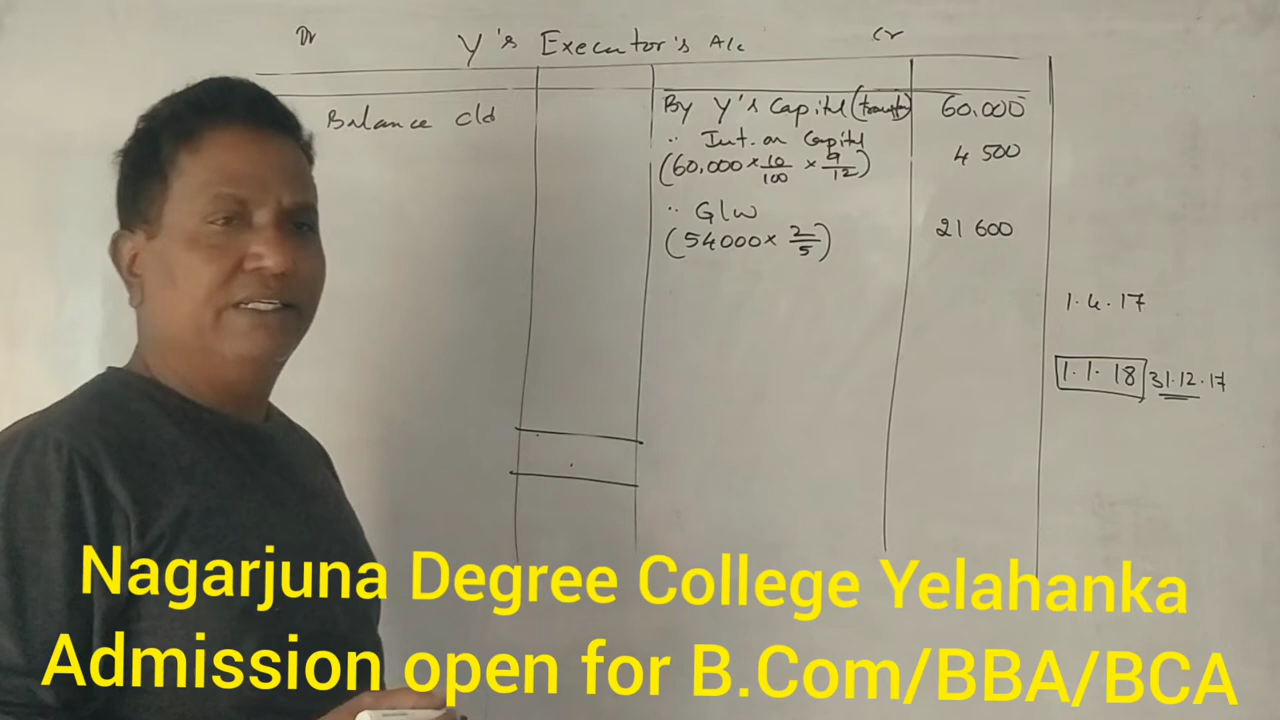 Dr Y's Executor's A/c Cr
Balance c/d
By Y's Capital (transfer) 60,000
" Int. on Capital
(60,000 × 10/100 × 9/12) 4 500
" G/w
(54000 × 2/5) 21 600
1.4.17
1.1.18 31.12.17
Nagarjuna Degree College Yelahanka
Admission open for B.Com/BBA/BCA